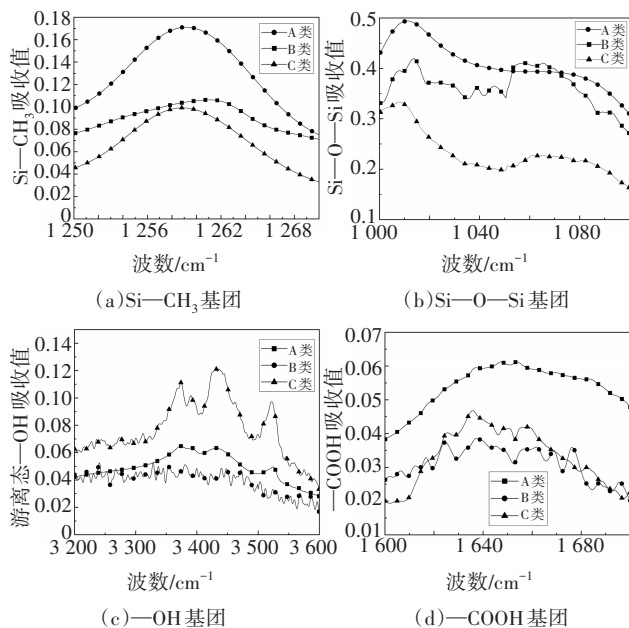 0.18
0.16
0.14
0.12
0.10
0.08
0.06
0.04
0.02
0
Si—CH₃吸收值
A类
B类
C类
1 250
1 256
1 262
1 268
波数/cm⁻¹
(a)Si—CH₃基团
0.5
0.4
0.3
0.2
0.1
Si—O—Si吸收值
A类
B类
C类
1 000
1 040
1 080
波数/cm⁻¹
(b)Si—O—Si基团
0.14
0.12
0.10
0.08
0.06
0.04
0.02
0
游离态—OH吸收值
A类
B类
C类
3 200
3 300
3 400
3 500
3 600
波数/cm⁻¹
(c)—OH基团
0.07
0.06
0.05
0.04
0.03
0.02
0.01
—COOH吸收值
A类
B类
C类
1 600
1 640
1 680
波数/cm⁻¹
(d)—COOH基团